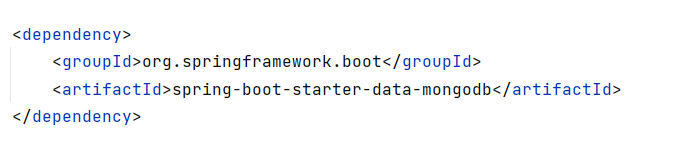 <dependency>
    <groupId>org.springframework.boot</groupId>
    <artifactId>spring-boot-starter-data-mongodb</artifactId>
</dependency>